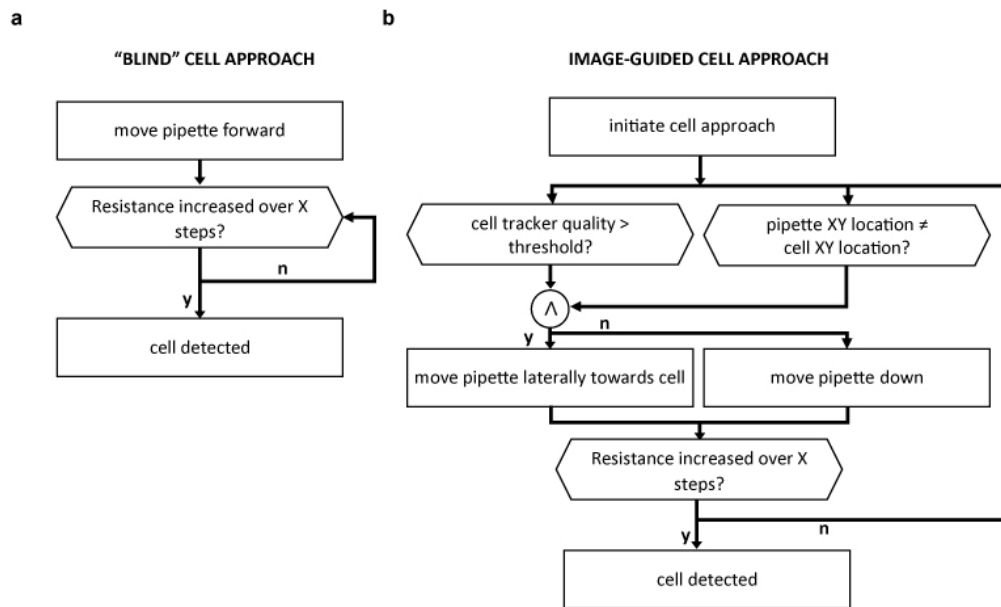 a
“BLIND” CELL APPROACH
move pipette forward
Resistance increased over X
steps?
n
y
cell detected
b
IMAGE-GUIDED CELL APPROACH
initiate cell approach
cell tracker quality >
threshold?
pipette XY location ≠
cell XY location?
∧
y
n
move pipette laterally towards cell
move pipette down
Resistance increased over X
steps?
n
y
cell detected